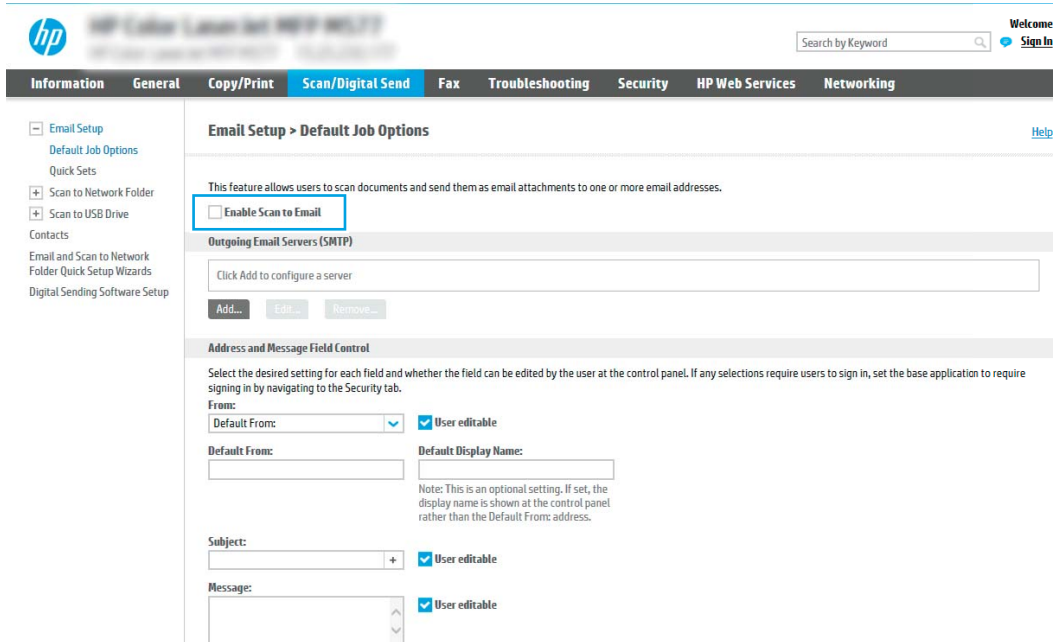 hp
Welcome
Search by Keyword
Sign In
Information General Copy/Print Scan/Digital Send Fax Troubleshooting Security HP Web Services Networking
Email Setup
Default Job Options
Quick Sets
Scan to Network Folder
Scan to USB Drive
Contacts
Email and Scan to Network
Folder Quick Setup Wizards
Digital Sending Software Setup
Email Setup > Default Job Options
Help
This feature allows users to scan documents and send them as email attachments to one or more email addresses.
Enable Scan to Email
Outgoing Email Servers (SMTP)
Click Add to configure a server
Add... Edit... Remove...
Address and Message Field Control
Select the desired setting for each field and whether the field can be edited by the user at the control panel. If any selections require users to sign in, set the base application to require
signing in by navigating to the Security tab.
From:
Default From: User editable
Default From: Default Display Name:
Note: This is an optional setting. If set, the
display name is shown at the control panel
rather than the Default From: address.
Subject:
User editable
Message:
User editable